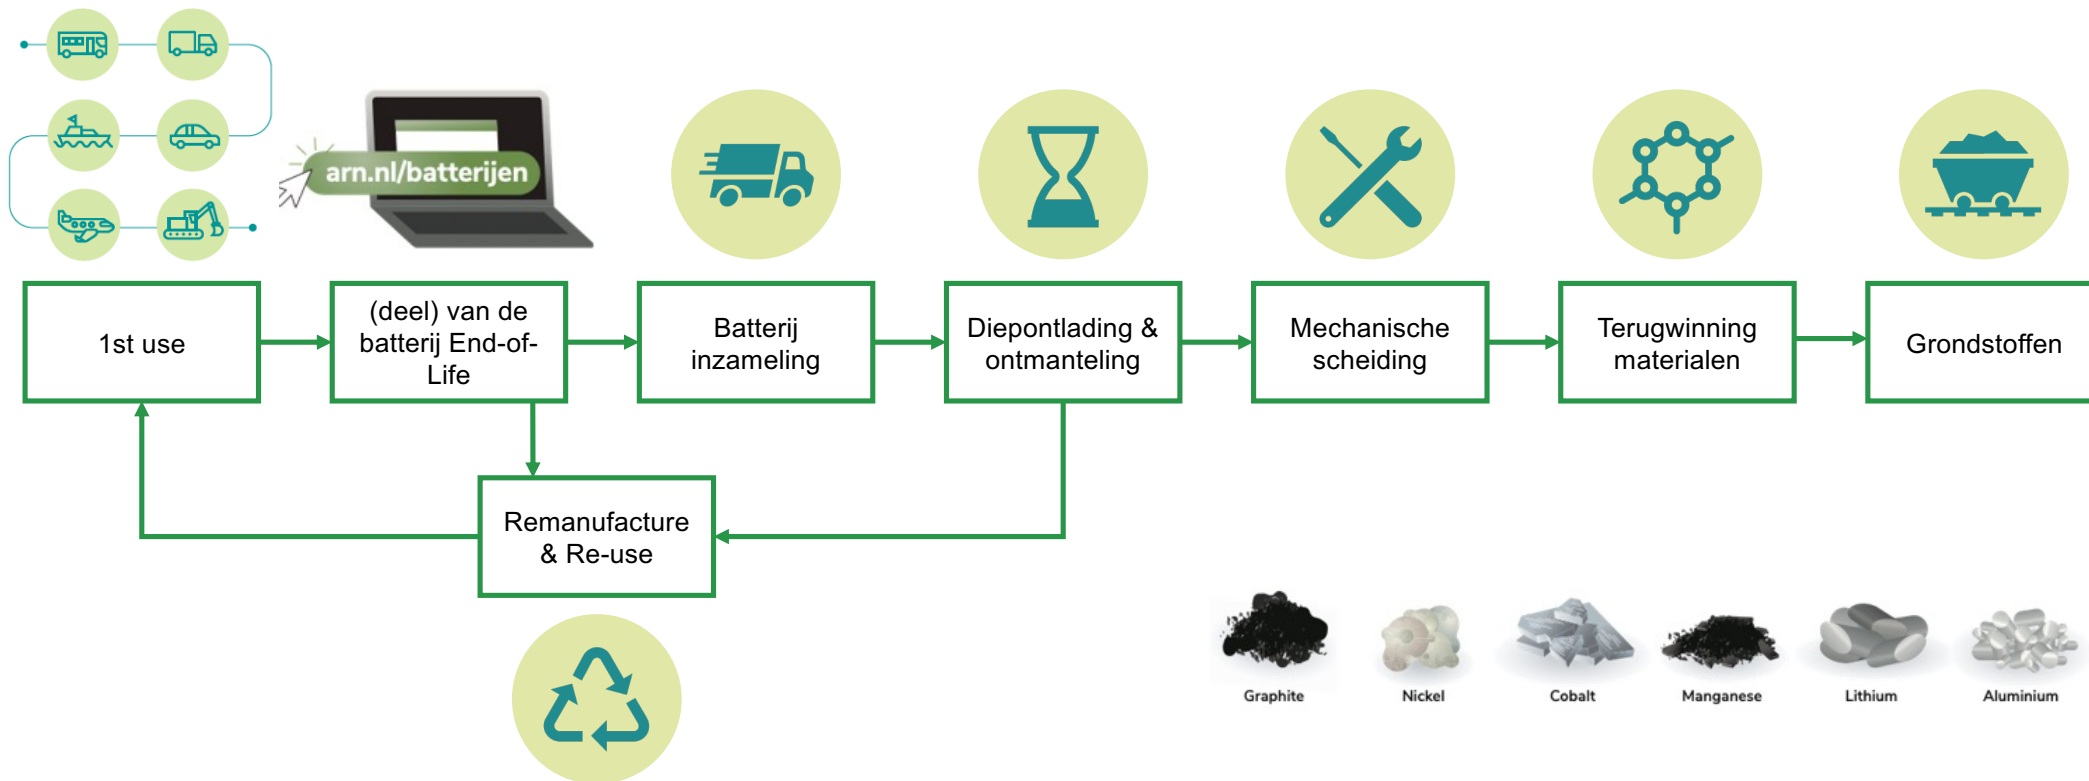 arn.nl/batterijen
1st use
(deel) van de
batterij End-of-
Life
Batterij
inzameling
Diepontlading &
ontmanteling
Mechanische
scheiding
Terugwinning
materialen
Grondstoffen
Remanufacture
& Re-use
Graphite
Nickel
Cobalt
Manganese
Lithium
Aluminium